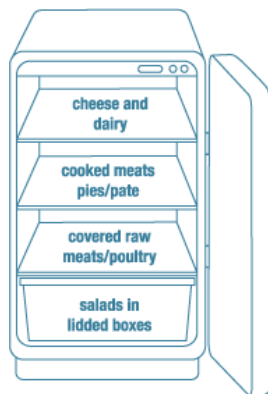 cheese and
dairy
cooked meats
pies/pate
covered raw
meats/poultry
salads in
lidded boxes